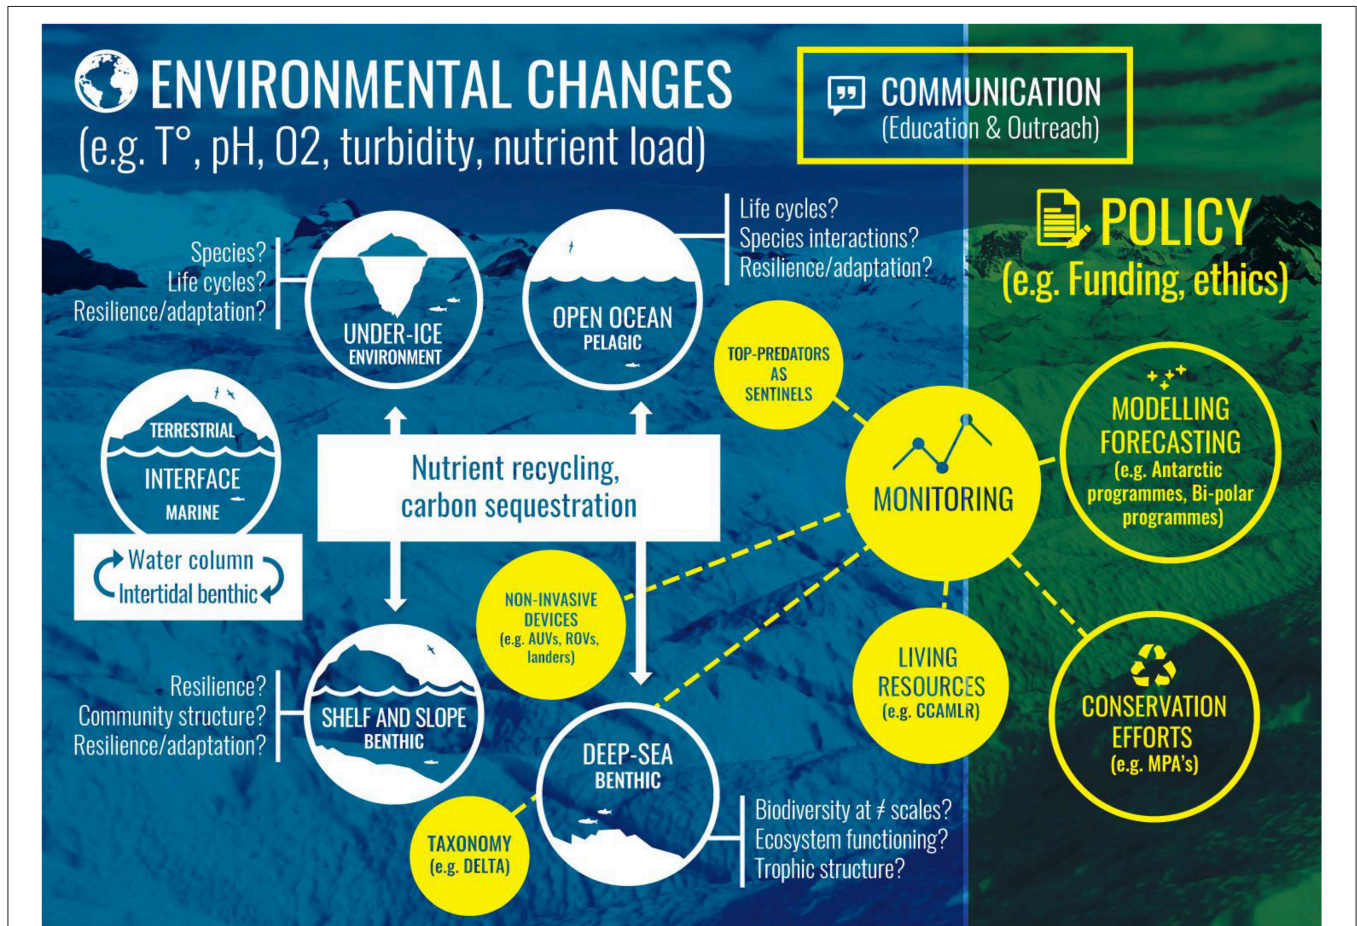 ENVIRONMENTAL CHANGES
(e.g. T°, pH, O2, turbidity, nutrient load)
COMMUNICATION
(Education & Outreach)
POLICY
(e.g. Funding, ethics)
Species?
Life cycles?
Resilience/adaptation?
UNDER-ICE
ENVIRONMENT
OPEN OCEAN
PELAGIC
Life cycles?
Species interactions?
Resilience/adaptation?
TOP-PREDATORS
AS
SENTINELS
TERRESTRIAL
INTERFACE
MARINE
Water column
Intertidal benthic
Nutrient recycling,
carbon sequestration
MONITORING
MODELLING
FORECASTING
(e.g. Antarctic
programmes, Bi-polar
programmes)
NON-INVASIVE
DEVICES
(e.g. AUVs, ROVs,
landers)
LIVING
RESOURCES
(e.g. CCAMLR)
CONSERVATION
EFFORTS
(e.g. MPA's)
Resilience?
Community structure?
Resilience/adaptation?
SHELF AND SLOPE
BENTHIC
DEEP-SEA
BENTHIC
TAXONOMY
(e.g. DELTA)
Biodiversity at ≠ scales?
Ecosystem functioning?
Trophic structure?